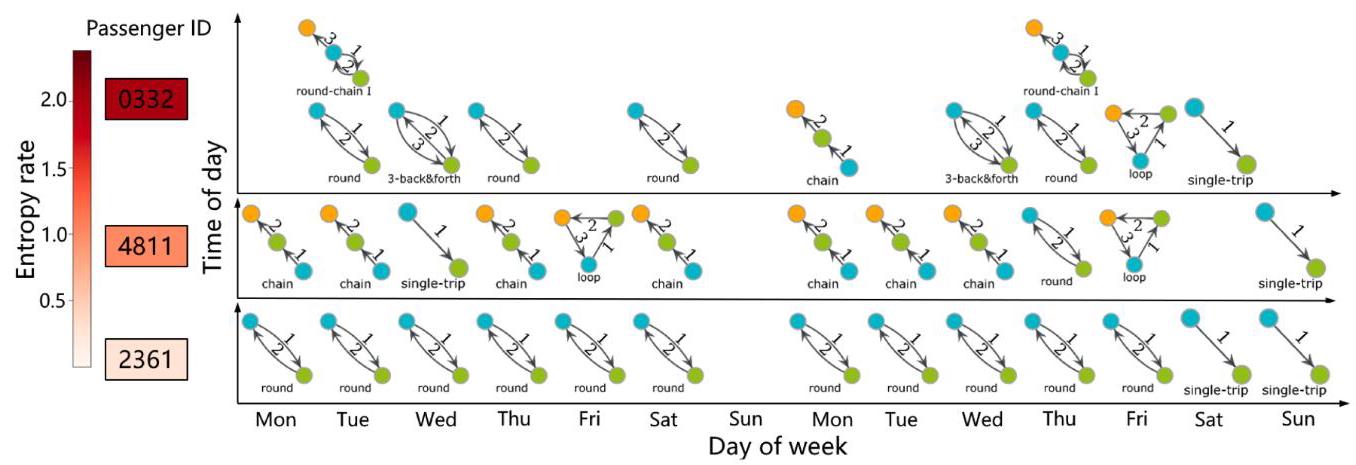 Passenger ID
Entropy rate
2.0
1.5
1.0
0.5
0332
4811
2361
Time of day
3 1 2
round-chain I
3 1 2
round-chain I
1 2
round
1 2 3
3-back&forth
1 2
round
1 2
round
2 1
chain
1 2 3
3-back&forth
1 2
round
2 3 1
loop
1
single-trip
2 1
chain
2 1
chain
1
single-trip
2 1
chain
2 3 1
loop
2 1
chain
2 1
chain
2 1
chain
2 1
chain
1 2
round
2 3 1
loop
1
single-trip
1 2
round
1 2
round
1 2
round
1 2
round
1 2
round
1 2
round
1 2
round
1 2
round
1 2
round
1 2
round
1 2
round
1
single-trip
1
single-trip
Mon Tue Wed Thu Fri Sat Sun Mon Tue Wed Thu Fri Sat Sun
Day of week